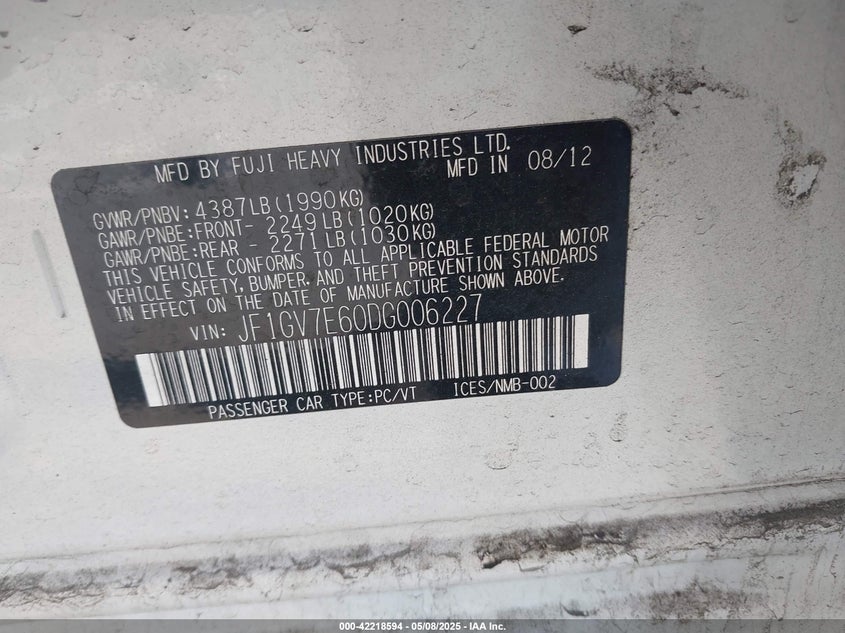 MFD BY FUJI HEAVY INDUSTRIES LTD.
MFD IN 08/12
GVWR/PNBV: 4387LB(1990KG)
GAWR/PNBE:FRONT- 2249LB(1020KG)
GAWR/PNBE:REAR - 2271LB(1030KG)
THIS VEHICLE CONFORMS TO ALL APPLICABLE FEDERAL MOTOR
VEHICLE SAFETY, BUMPER, AND THEFT PREVENTION STANDARDS
IN EFFECT ON THE DATE OF MANUFACTURE SHOWN ABOVE.
VIN: JF1GV7E60DG006227
PASSENGER CAR TYPE:PC/VT ICES/NMB-002
000-42218594 - 05/08/2025 - IAA Inc.